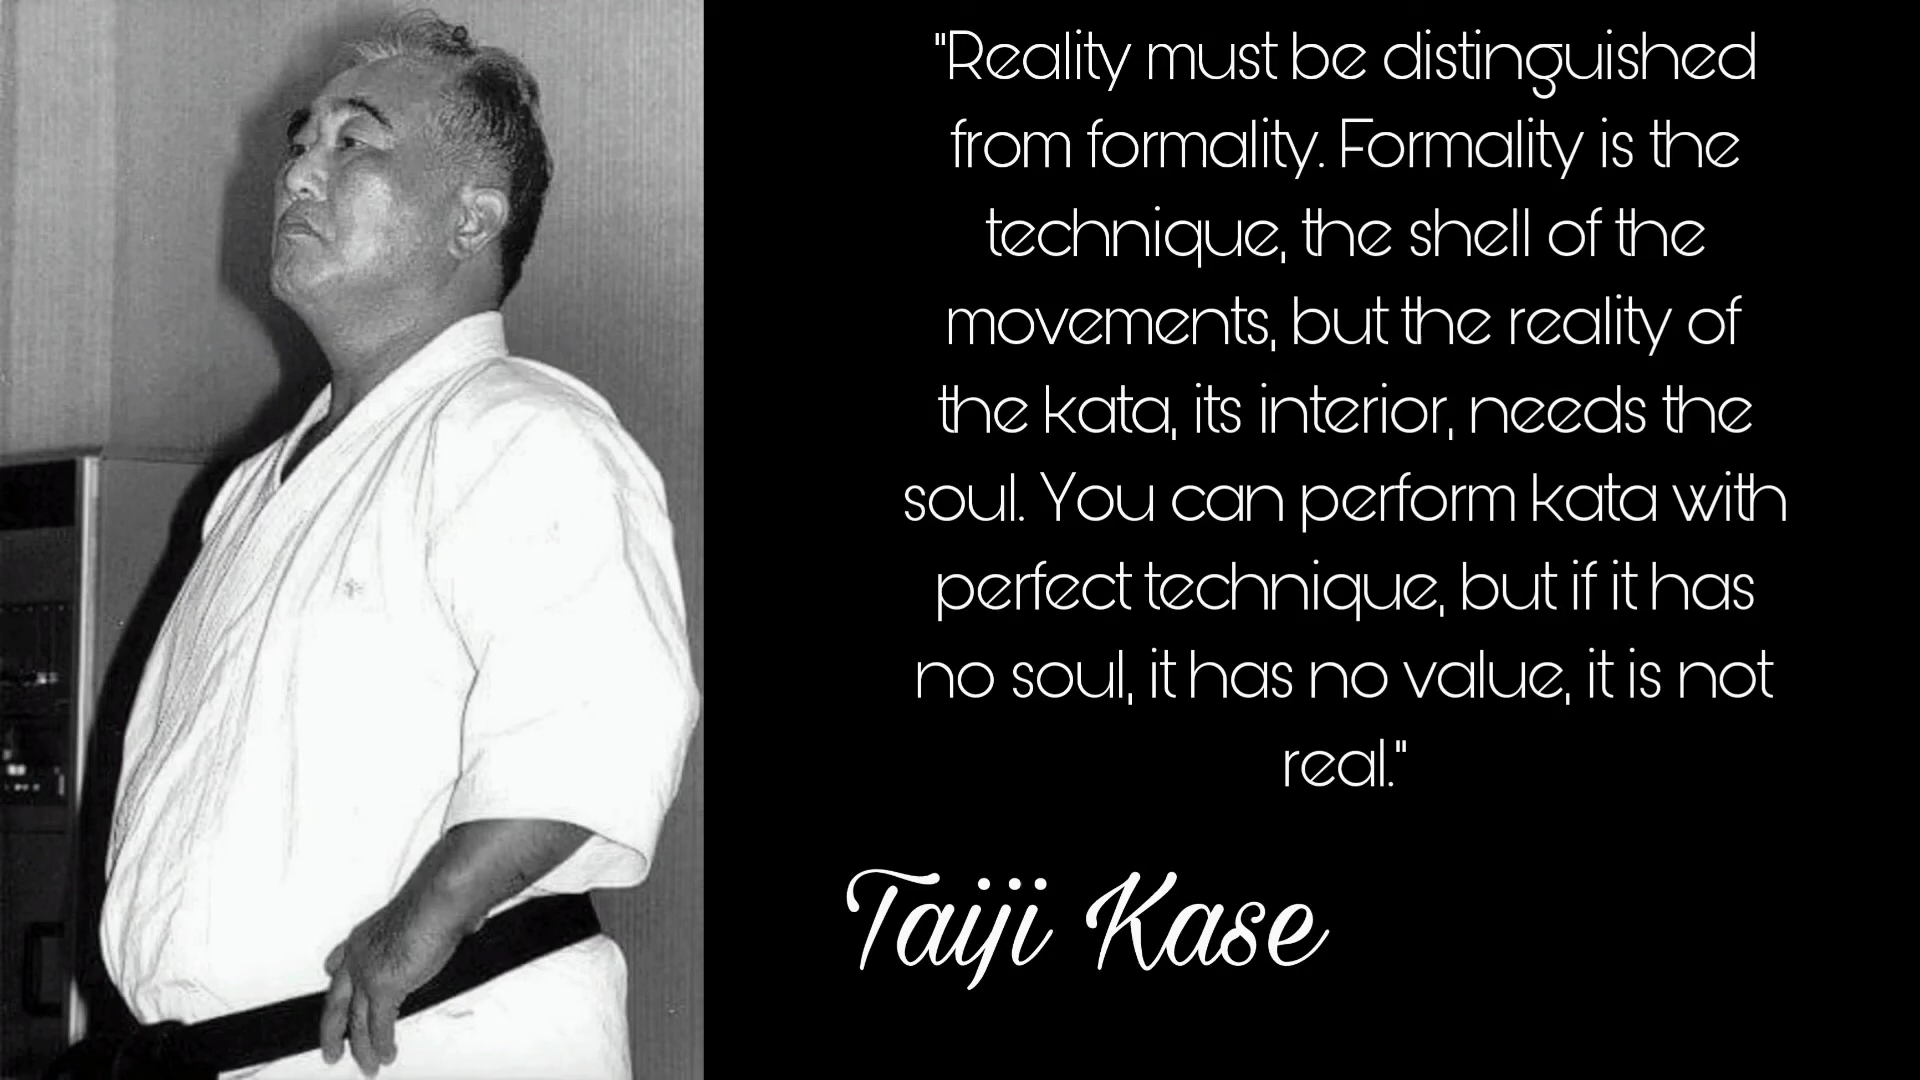 "Reality must be distinguished
from formality. Formality is the
technique, the shell of the
movements, but the reality of
the kata, its interior, needs the
soul. You can perform kata with
perfect technique, but if it has
no soul, it has no value, it is not
real."
Taiji Kase